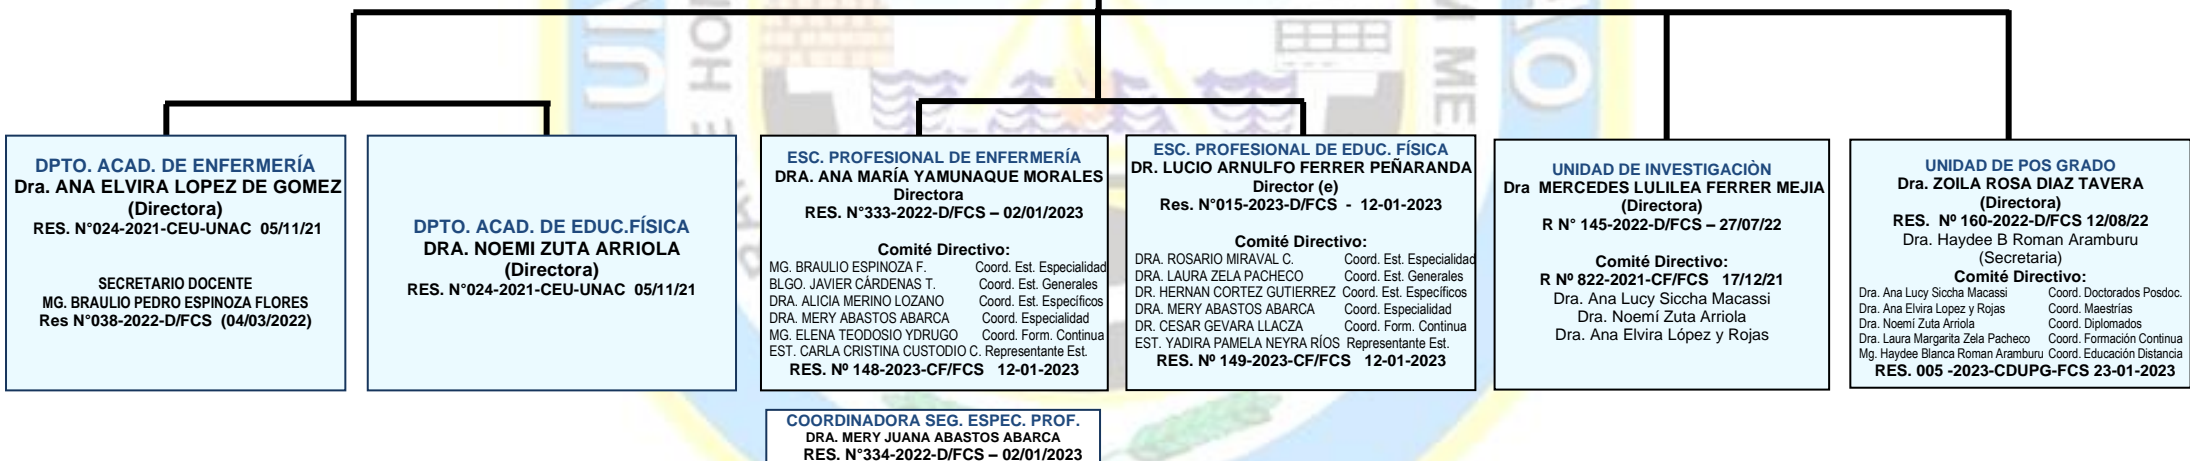 DPTO. ACAD. DE ENFERMERÍA
Dra. ANA ELVIRA LOPEZ DE GOMEZ
(Directora)
RES. N°024-2021-CEU-UNAC 05/11/21
SECRETARIO DOCENTE
MG. BRAULIO PEDRO ESPINOZA FLORES
Res N°038-2022-D/FCS (04/03/2022)
DPTO. ACAD. DE EDUC.FÍSICA
DRA. NOEMI ZUTA ARRIOLA
(Directora)
RES. N°024-2021-CEU-UNAC 05/11/21
ESC. PROFESIONAL DE ENFERMERÍA
DRA. ANA MARÍA YAMUNAQUE MORALES
Directora
RES. N°333-2022-D/FCS – 02/01/2023
Comité Directivo:
MG. BRAULIO ESPINOZA F. Coord. Est. Especialidad
BLGO. JAVIER CÁRDENAS T. Coord. Est. Generales
DRA. ALICIA MERINO LOZANO Coord. Est. Específicos
DRA. MERY ABASTOS ABARCA Coord. Especialidad
MG. ELENA TEODOSIO YDRUGO Coord. Form. Continua
EST. CARLA CRISTINA CUSTODIO C. Representante Est.
RES. Nº 148-2023-CF/FCS 12-01-2023
COORDINADORA SEG. ESPEC. PROF.
DRA. MERY JUANA ABASTOS ABARCA
RES. N°334-2022-D/FCS – 02/01/2023
ESC. PROFESIONAL DE EDUC. FÍSICA
DR. LUCIO ARNULFO FERRER PEÑARANDA
Director (e)
Res. N°015-2023-D/FCS - 12-01-2023
Comité Directivo:
DRA. ROSARIO MIRAVAL C. Coord. Est. Especialidad
DRA. LAURA ZELA PACHECO Coord. Est. Generales
DR. HERNAN CORTEZ GUTIERREZ Coord. Est. Específicos
DRA. MERY ABASTOS ABARCA Coord. Especialidad
DR. CESAR GEVARA LLACZA Coord. Form. Continua
EST. YADIRA PAMELA NEYRA RÍOS Representante Est.
RES. Nº 149-2023-CF/FCS 12-01-2023
UNIDAD DE INVESTIGACIÒN
Dra MERCEDES LULILEA FERRER MEJIA
(Directora)
R N° 145-2022-D/FCS – 27/07/22
Comité Directivo:
R Nº 822-2021-CF/FCS 17/12/21
Dra. Ana Lucy Siccha Macassi
Dra. Noemi Zuta Arriola
Dra. Ana Elvira López y Rojas
UNIDAD DE POS GRADO
Dra. ZOILA ROSA DIAZ TAVERA
(Directora)
RES. Nº 160-2022-D/FCS 12/08/22
Dra. Haydee B Roman Aramburu
(Secretaria)
Comité Directivo:
Dra. Ana Lucy Siccha Macassi Coord. Doctorados Posdoc.
Dra. Ana Elvira Lopez y Rojas Coord. Maestrías
Dra. Noemí Zuta Arriola Coord. Diplomados
Dra. Laura Margarita Zela Pacheco Coord. Formación Continua
Mg. Haydee Blanca Roman Aramburu Coord. Educación Distancia
RES. 005 -2023-CDUPG-FCS 23-01-2023